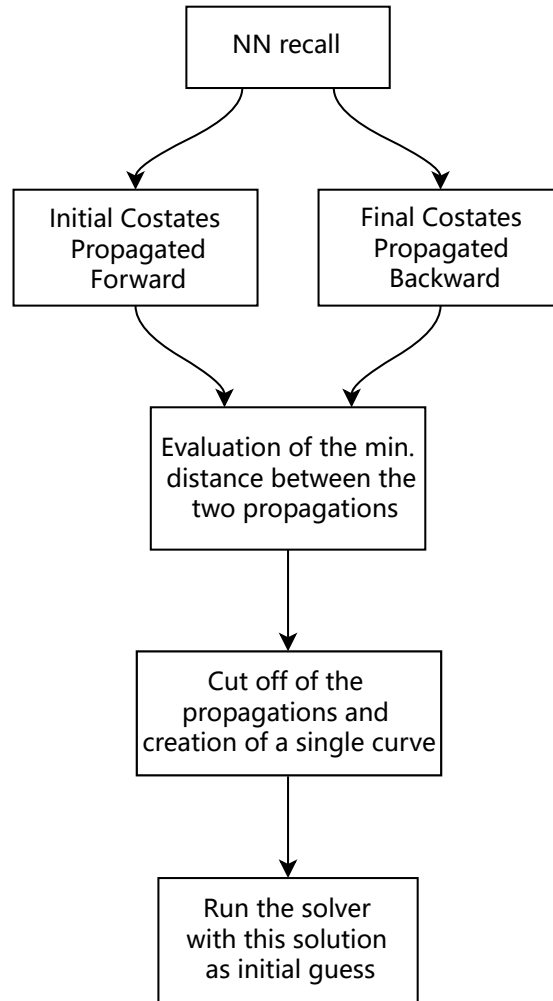 NN recall
Initial Costates
Propagated
Forward
Final Costates
Propagated
Backward
Evaluation of the min.
distance between the
two propagations
Cut off of the
propagations and
creation of a single curve
Run the solver
with this solution
as initial guess